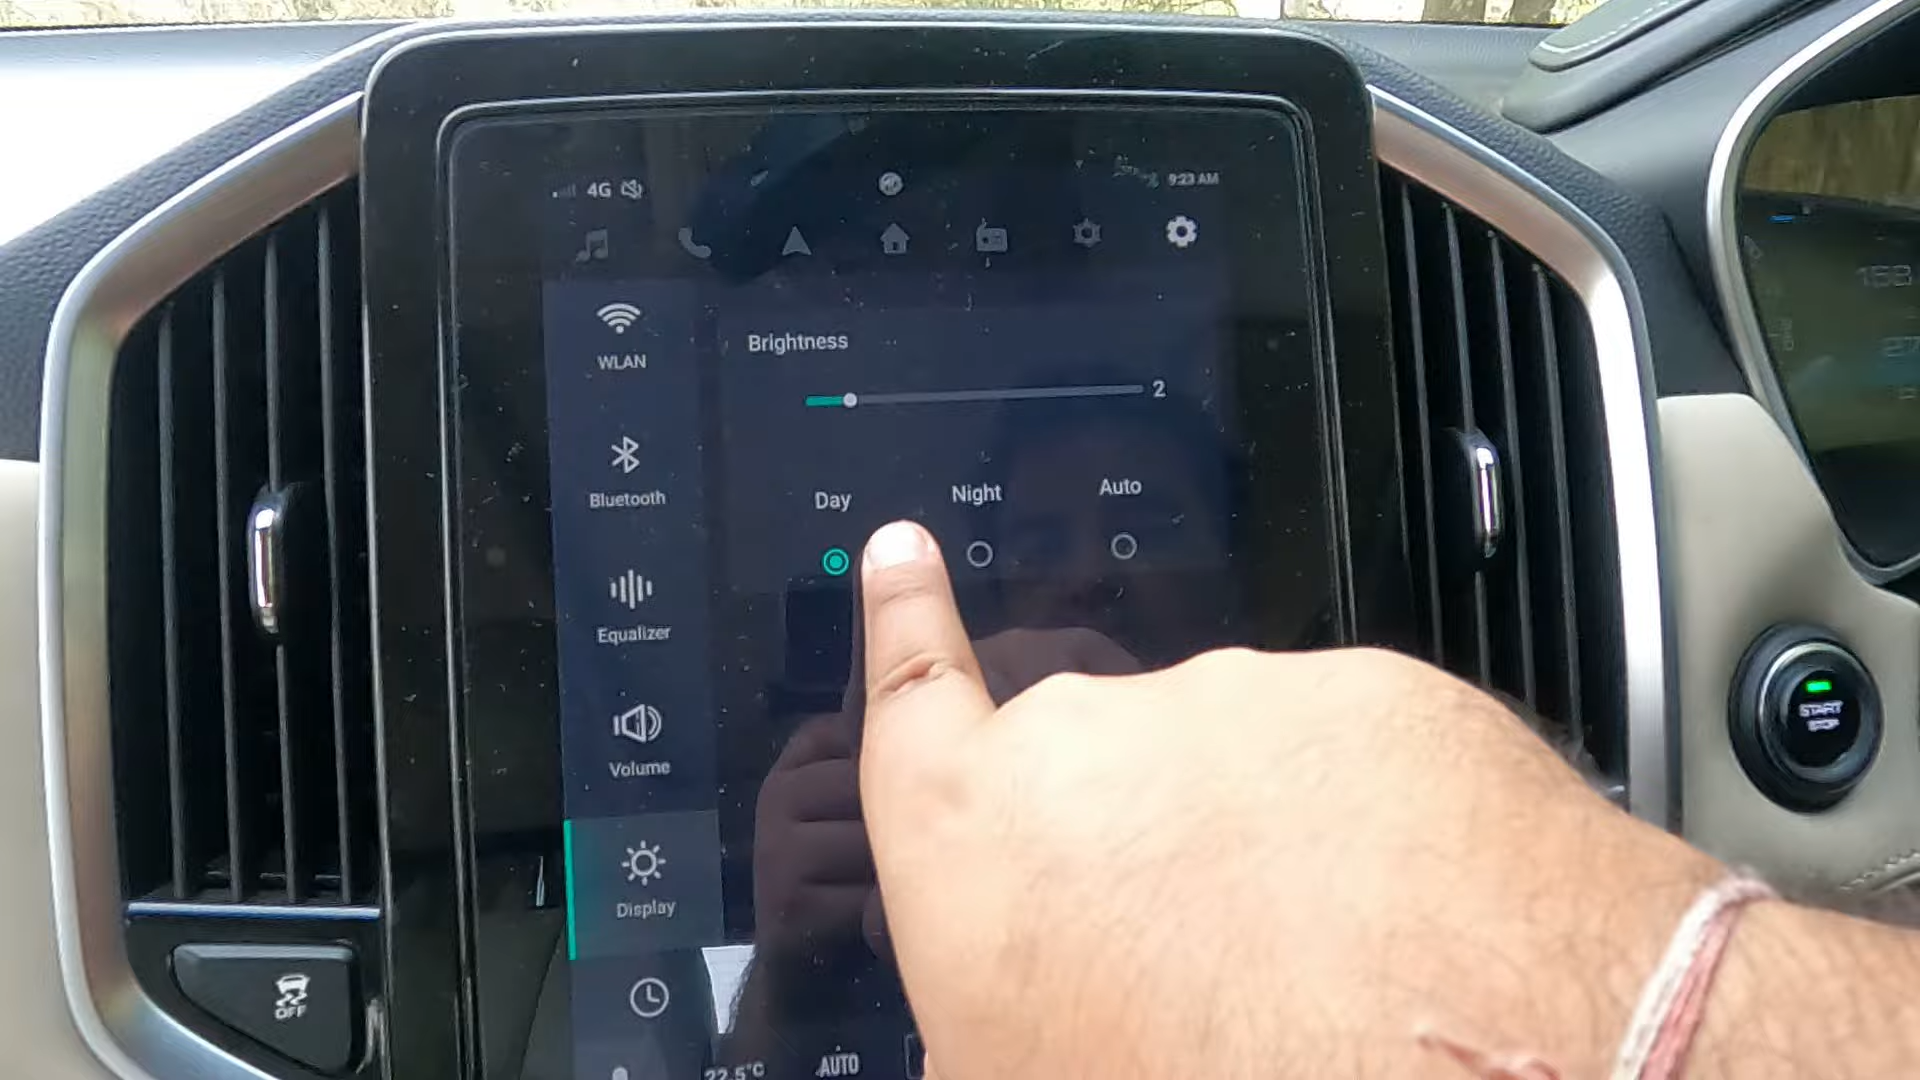 4G
9:23 AM
WLAN
Brightness
2
Bluetooth
Day Night Auto
Equalizer
Volume
START
STOP
Display
OFF
22.5°C AUTO